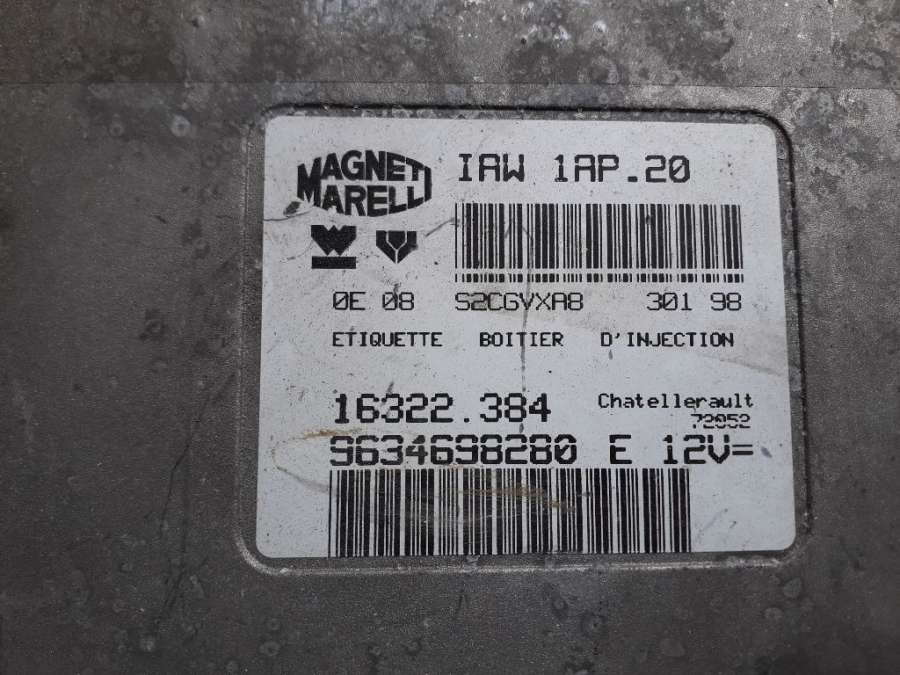 MAGNETI
MARELLI
IAW 1AP.20
0E 08 S2CGVXA8 301 98
ETIQUETTE BOITIER D'INJECTION
16322.384 Chatellerault
72052
9634698280 E 12V=